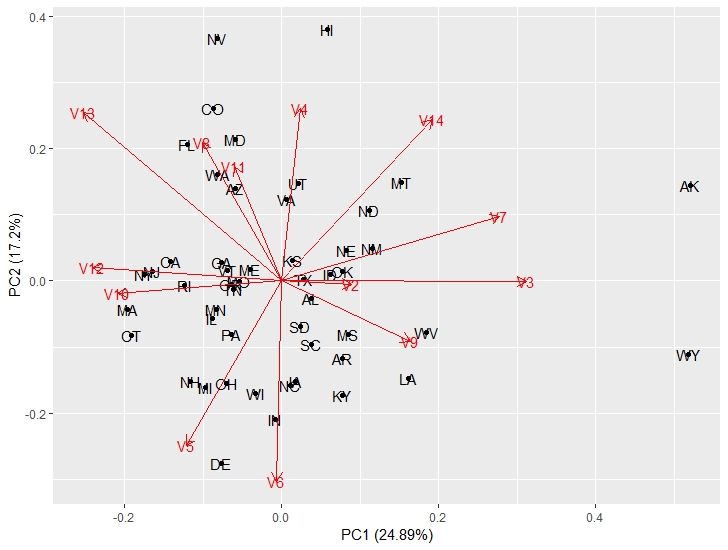 0.4
HI
NV
CO
V13
V4
V14
MD
V8
FL
0.2
V11
WA
AZ
UT
MT
AK
VA
ND
V7
NE
NM
KS
CA
GA
V12
NJ
NY
VT
ME
OK
ID
TX
0.0
RI
TN
V2
V3
V10
AL
MA
MN
IL
SD
CT
PA
MS
WV
V9
SC
WY
AR
NH
OH
MI
IA
NC
LA
WI
KY
-0.2
IN
V5
DE
V6
-0.2
0.0
0.2
0.4
PC1 (24.89%)
PC2 (17.2%)